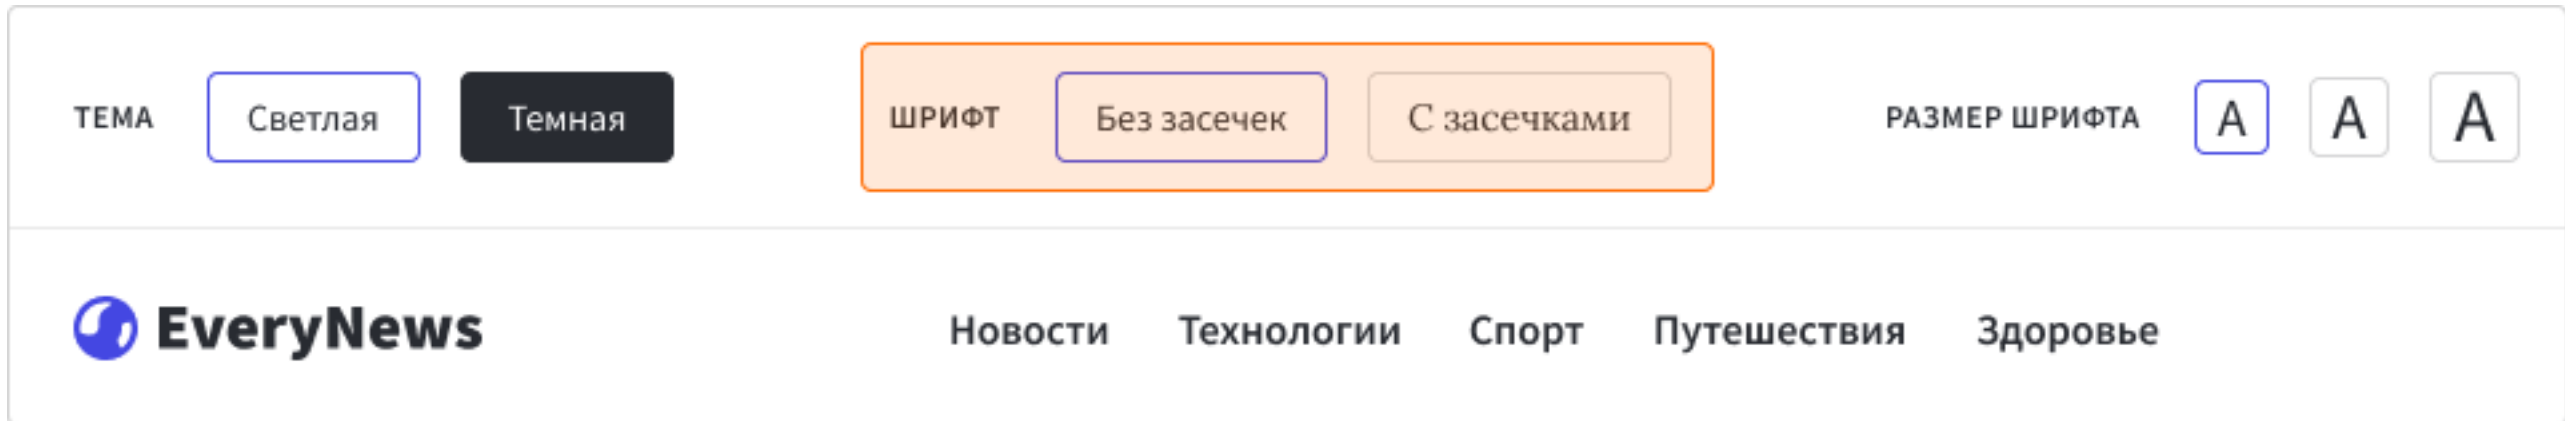 ТЕМА Светлая Темная ШРИФТ Без засечек С засечками РАЗМЕР ШРИФТА А А А
EveryNews Новости Технологии Спорт Путешествия Здоровье